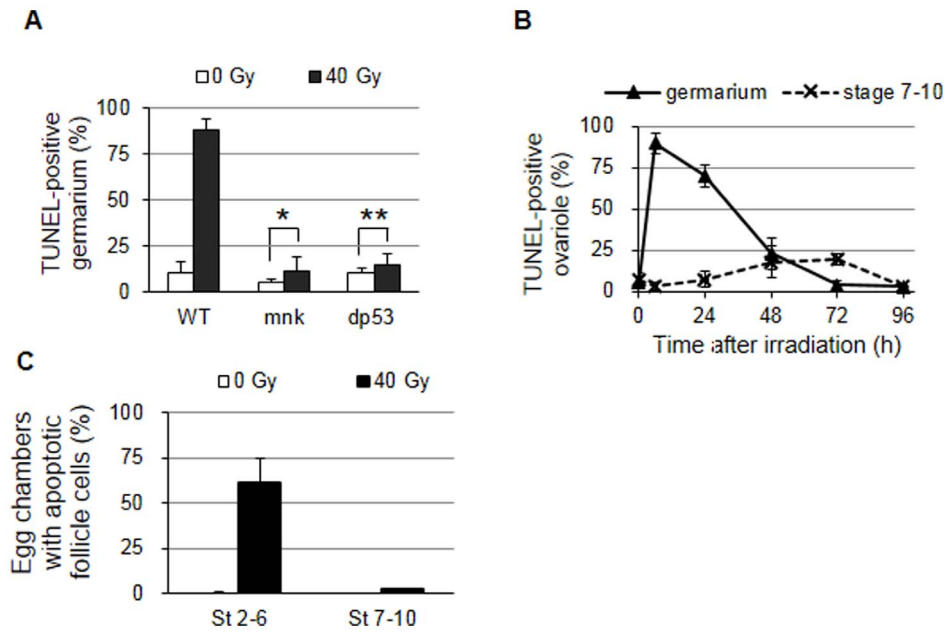 A
0 Gy 40 Gy
TUNEL-positive
germarium (%)
100
75
50
25
0
* **
WT mnk dp53
B
germarium stage 7-10
TUNEL-positive
ovariole (%)
100
75
50
25
0
0 24 48 72 96
Time after irradiation (h)
C
0 Gy 40 Gy
Egg chambers
with apoptotic
follicle cells (%)
100
75
50
25
0
St 2-6 St 7-10